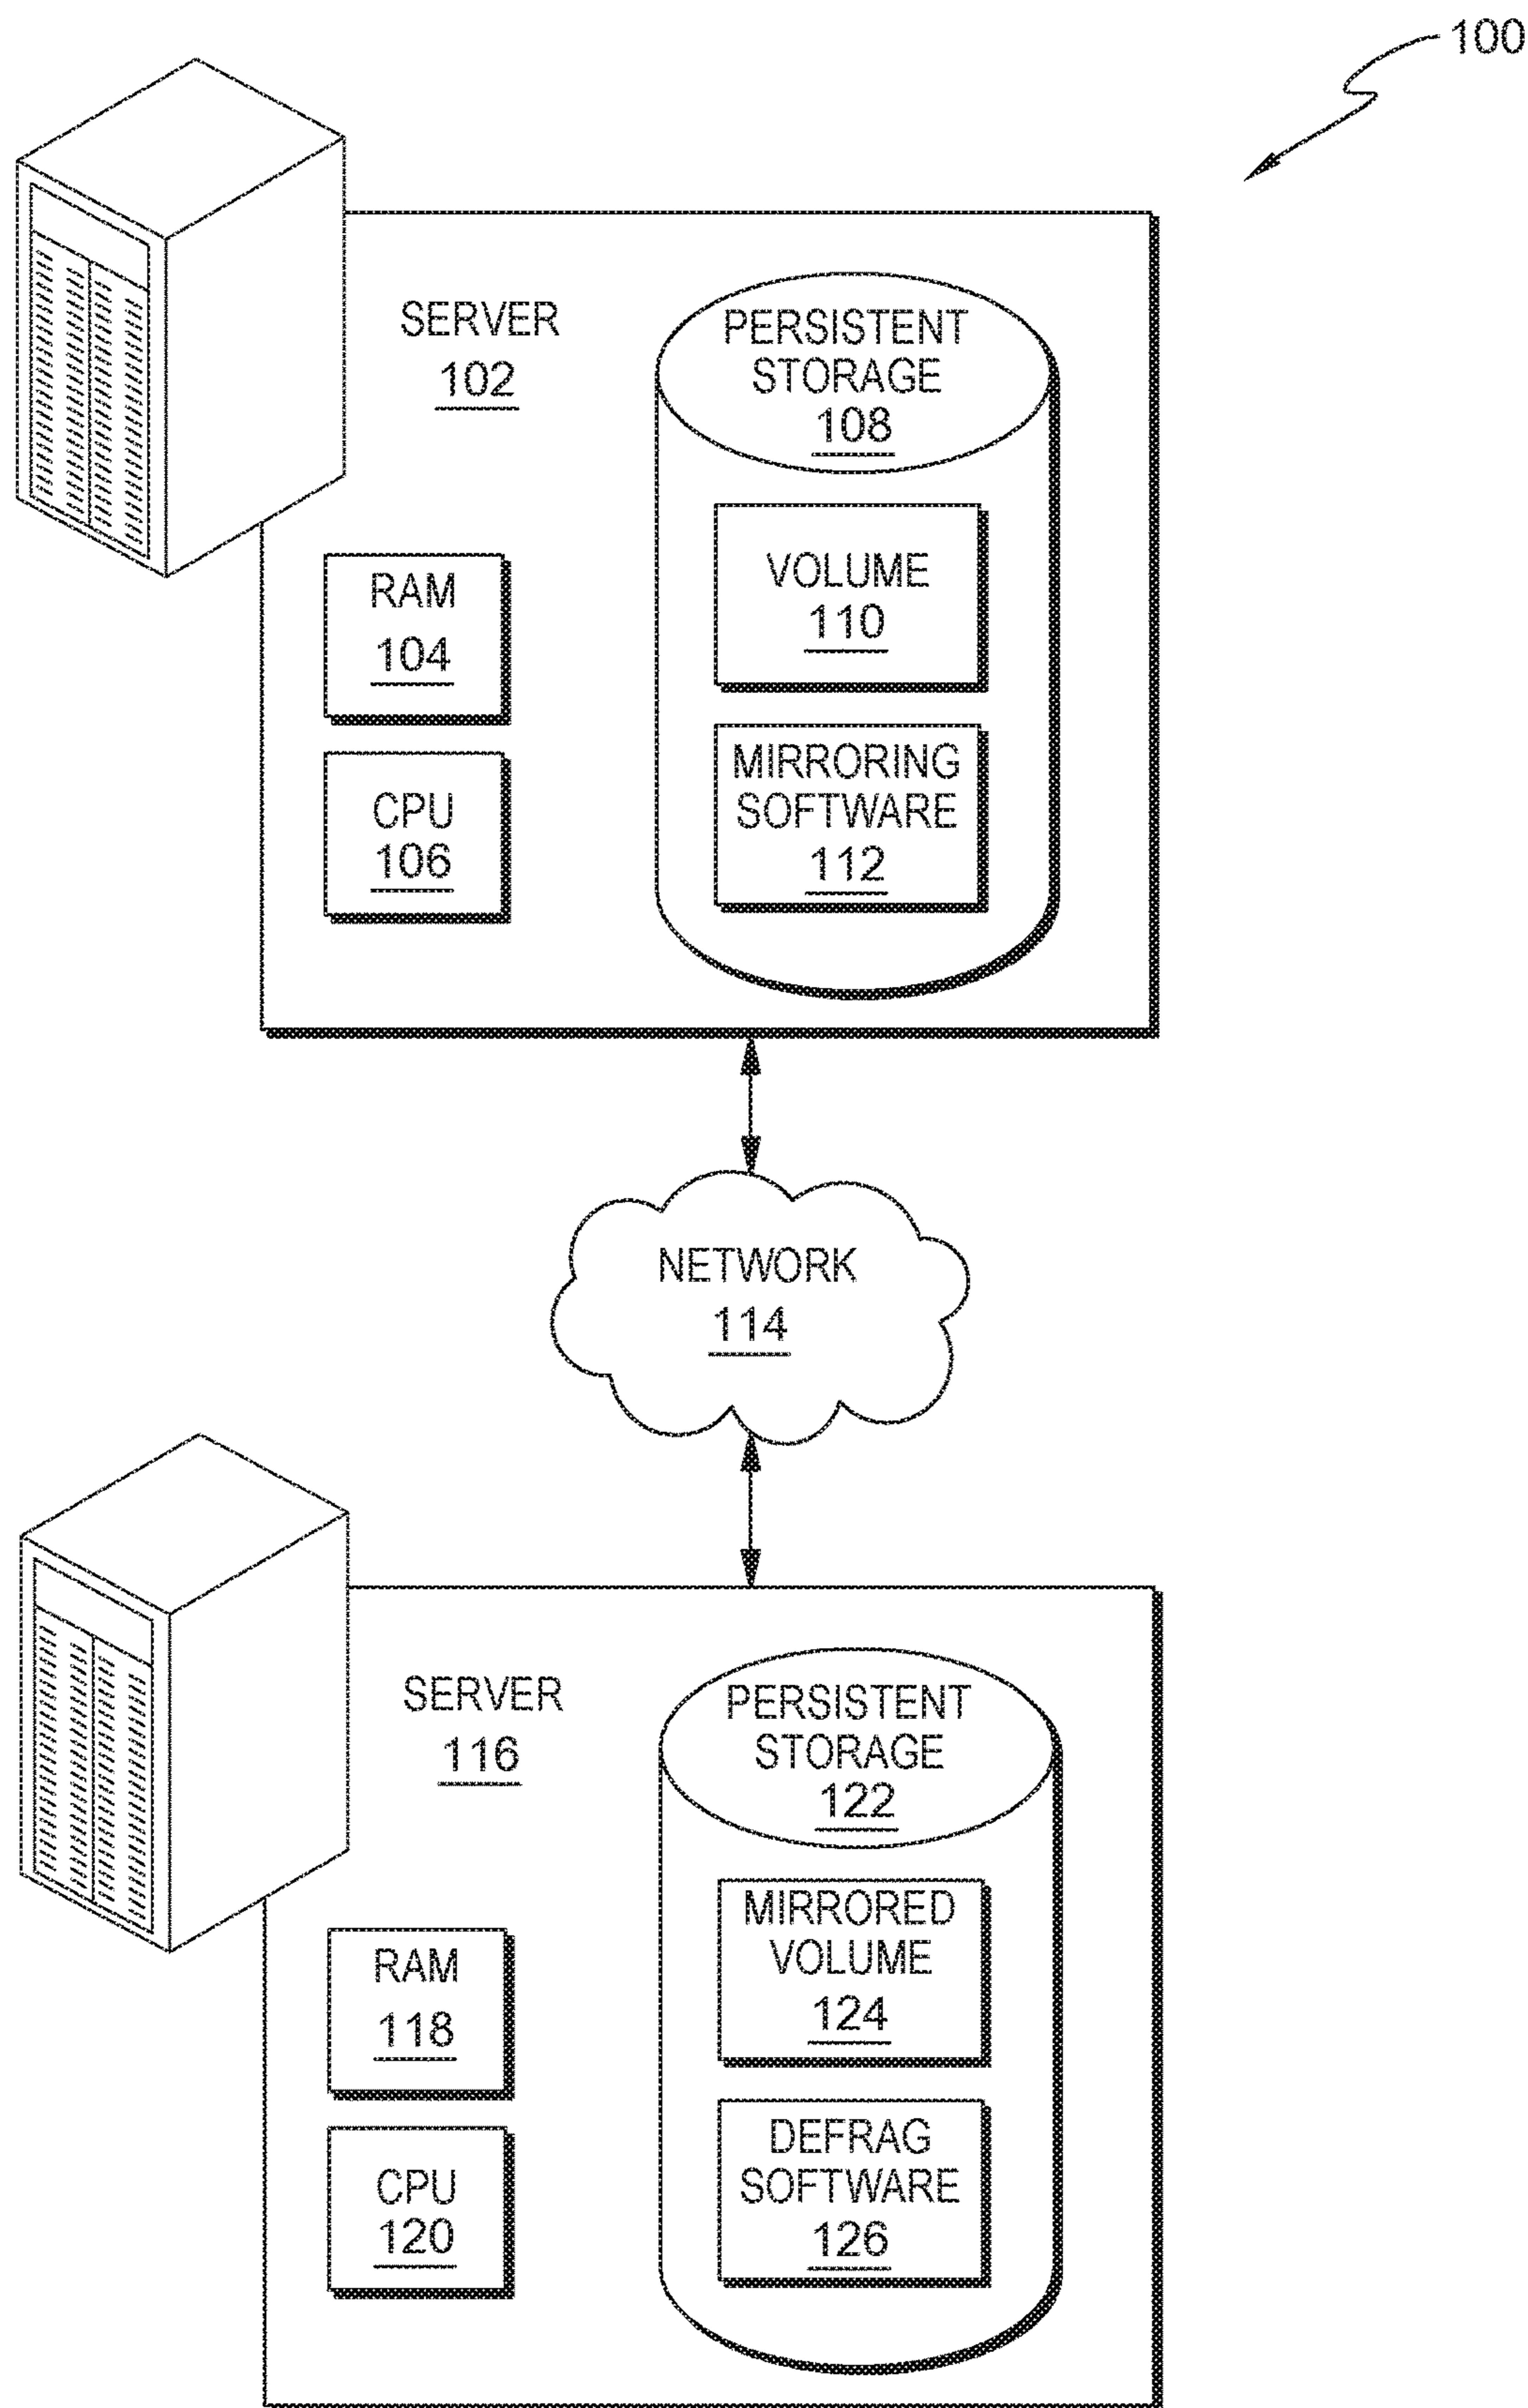 100
SERVER
102
PERSISTENT
STORAGE
108
RAM
104
CPU
106
VOLUME
110
MIRRORING
SOFTWARE
112
NETWORK
114
SERVER
116
PERSISTENT
STORAGE
122
RAM
118
CPU
120
MIRRORED
VOLUME
124
DEFRAG
SOFTWARE
126